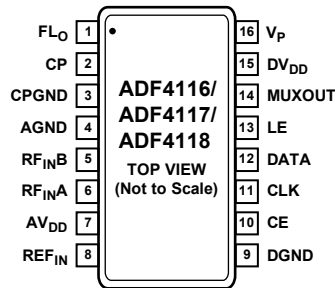 FLO 1
CP 2
CPGND 3
AGND 4
RFINB 5
RFINA 6
AVDD 7
REFIN 8
ADF4116/
ADF4117/
ADF4118
TOP VIEW
(Not to Scale)
16 VP
15 DVDD
14 MUXOUT
13 LE
12 DATA
11 CLK
10 CE
9 DGND